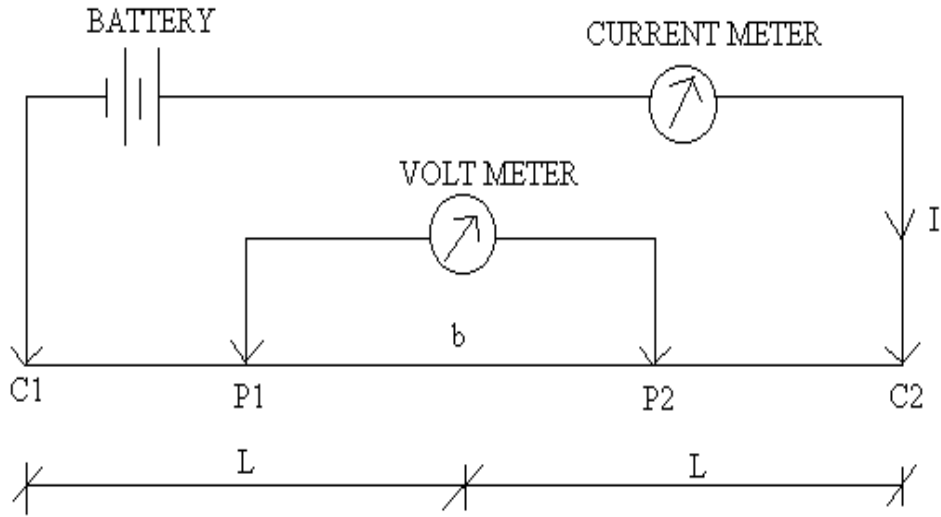 BATTERY
CURRENT METER
VOLT METER
I
b
C1 P1 P2 C2
L L